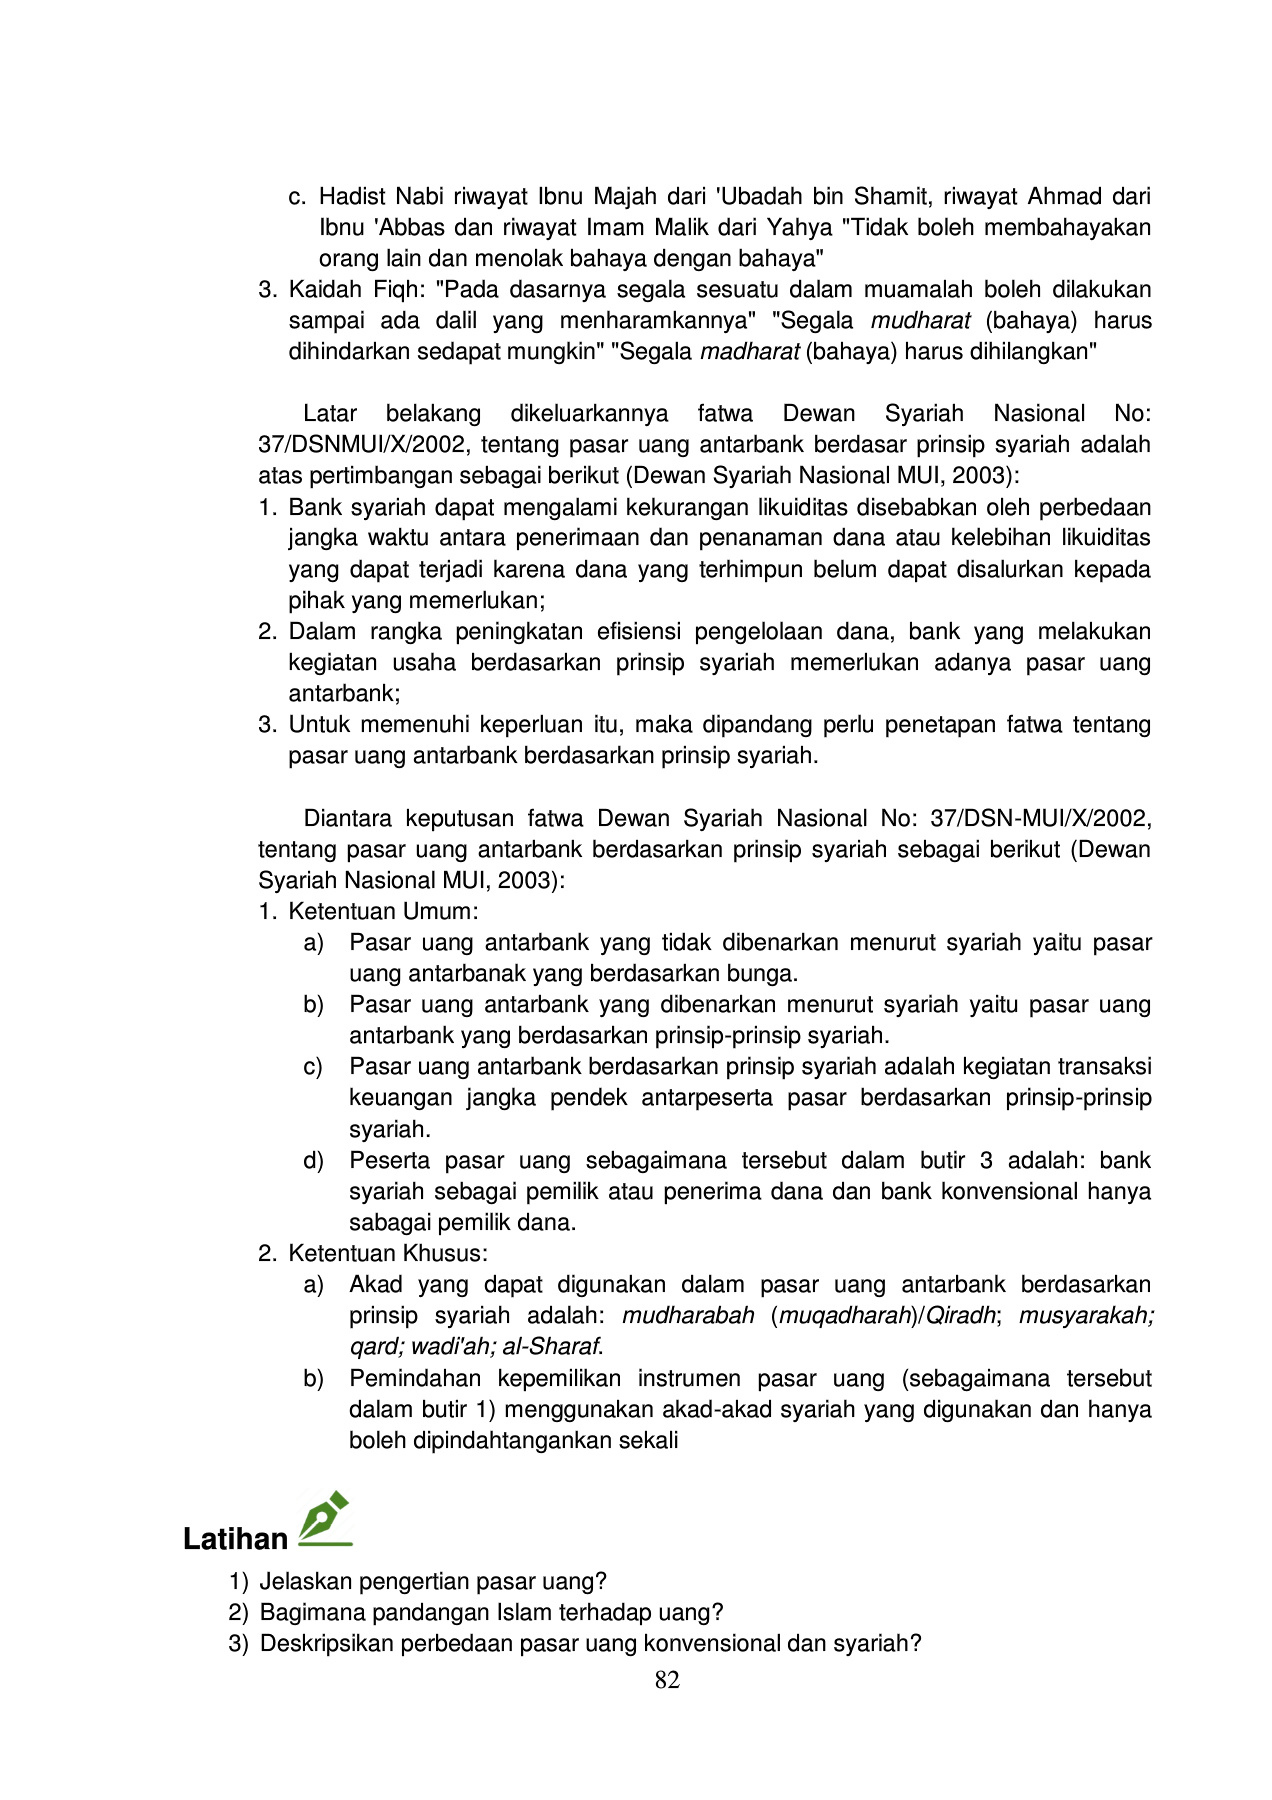 c. Hadist Nabi riwayat Ibnu Majah dari 'Ubadah bin Shamit, riwayat Ahmad dari
Ibnu 'Abbas dan riwayat Imam Malik dari Yahya "Tidak boleh membahayakan
orang lain dan menolak bahaya dengan bahaya"
3. Kaidah Fiqh: "Pada dasarnya segala sesuatu dalam muamalah boleh dilakukan
sampai ada dalil yang menharamkannya" "Segala mudharat (bahaya) harus
dihindarkan sedapat mungkin" "Segala madharat (bahaya) harus dihilangkan"
Latar belakang dikeluarkannya fatwa Dewan Syariah Nasional No:
37/DSNMUI/X/2002, tentang pasar uang antarbank berdasar prinsip syariah adalah
atas pertimbangan sebagai berikut (Dewan Syariah Nasional MUI, 2003):
1. Bank syariah dapat mengalami kekurangan likuiditas disebabkan oleh perbedaan
jangka waktu antara penerimaan dan penanaman dana atau kelebihan likuiditas
yang dapat terjadi karena dana yang terhimpun belum dapat disalurkan kepada
pihak yang memerlukan;
2. Dalam rangka peningkatan efisiensi pengelolaan dana, bank yang melakukan
kegiatan usaha berdasarkan prinsip syariah memerlukan adanya pasar uang
antarbank;
3. Untuk memenuhi keperluan itu, maka dipandang perlu penetapan fatwa tentang
pasar uang antarbank berdasarkan prinsip syariah.
Diantara keputusan fatwa Dewan Syariah Nasional No: 37/DSN-MUI/X/2002,
tentang pasar uang antarbank berdasarkan prinsip syariah sebagai berikut (Dewan
Syariah Nasional MUI, 2003):
1. Ketentuan Umum:
a) Pasar uang antarbank yang tidak dibenarkan menurut syariah yaitu pasar
uang antarbanak yang berdasarkan bunga.
b) Pasar uang antarbank yang dibenarkan menurut syariah yaitu pasar uang
antarbank yang berdasarkan prinsip-prinsip syariah.
c) Pasar uang antarbank berdasarkan prinsip syariah adalah kegiatan transaksi
keuangan jangka pendek antarpeserta pasar berdasarkan prinsip-prinsip
syariah.
d) Peserta pasar uang sebagaimana tersebut dalam butir 3 adalah: bank
syariah sebagai pemilik atau penerima dana dan bank konvensional hanya
sabagai pemilik dana.
2. Ketentuan Khusus:
a) Akad yang dapat digunakan dalam pasar uang antarbank berdasarkan
prinsip syariah adalah: mudharabah (muqadharah)/Qiradh; musyarakah;
qard; wadi'ah; al-Sharaf.
b) Pemindahan kepemilikan instrumen pasar uang (sebagaimana tersebut
dalam butir 1) menggunakan akad-akad syariah yang digunakan dan hanya
boleh dipindahtangankan sekali
Latihan
1) Jelaskan pengertian pasar uang?
2) Bagimana pandangan Islam terhadap uang?
3) Deskripsikan perbedaan pasar uang konvensional dan syariah?
82